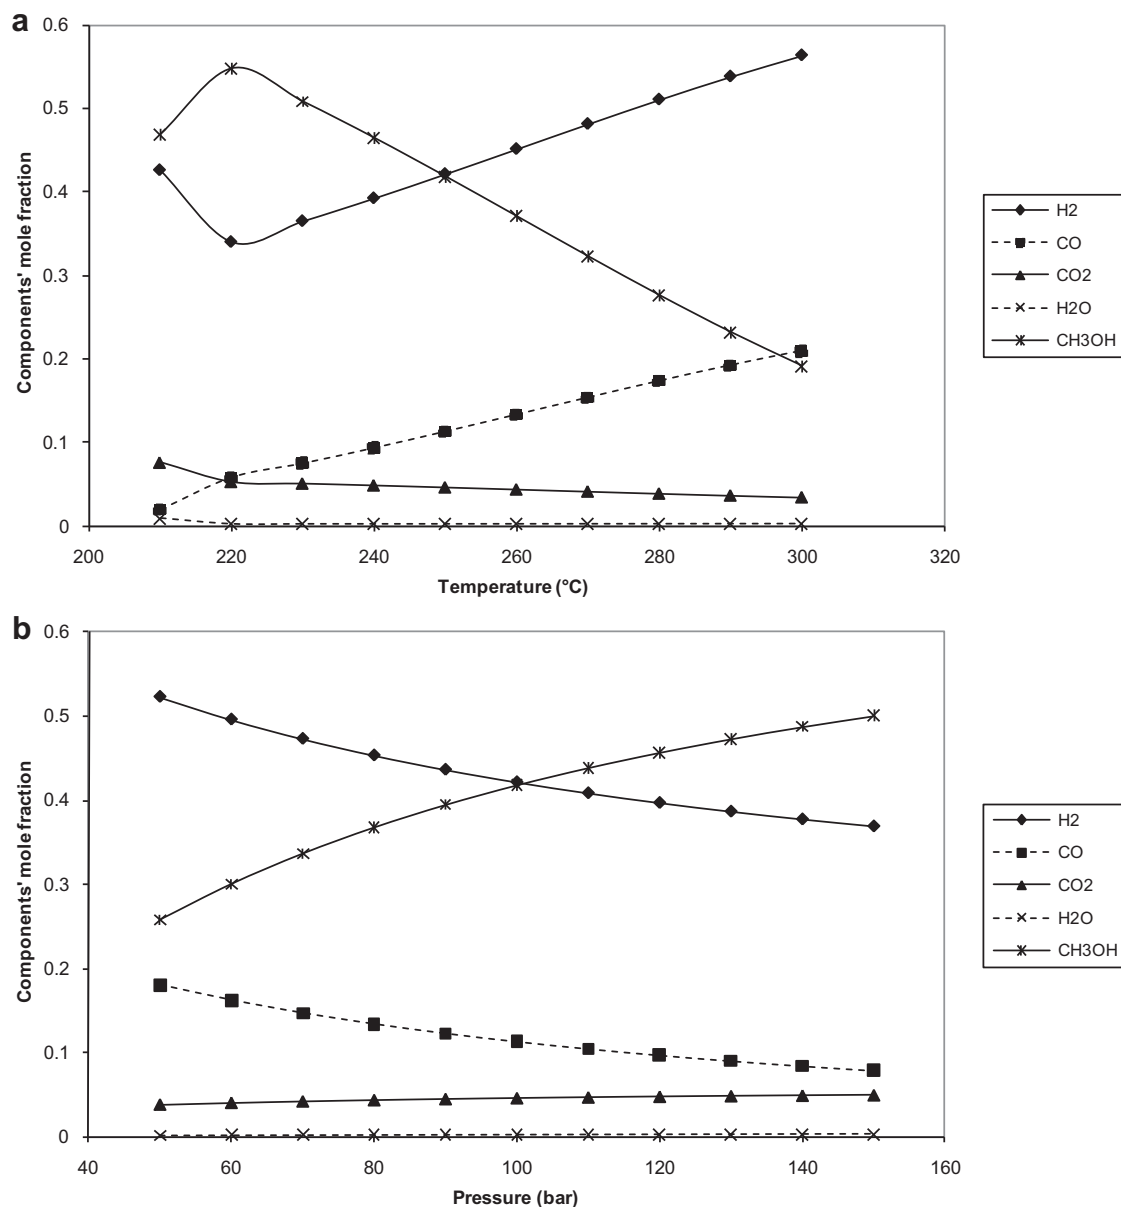 a
0.6
0.5
0.4
0.3
0.2
0.1
0
Components' mole fraction
200 220 240 260 280 300 320
Temperature (°C)
H2
CO
CO2
H2O
CH3OH
b
0.6
0.5
0.4
0.3
0.2
0.1
0
Components' mole fraction
40 60 80 100 120 140 160
Pressure (bar)
H2
CO
CO2
H2O
CH3OH